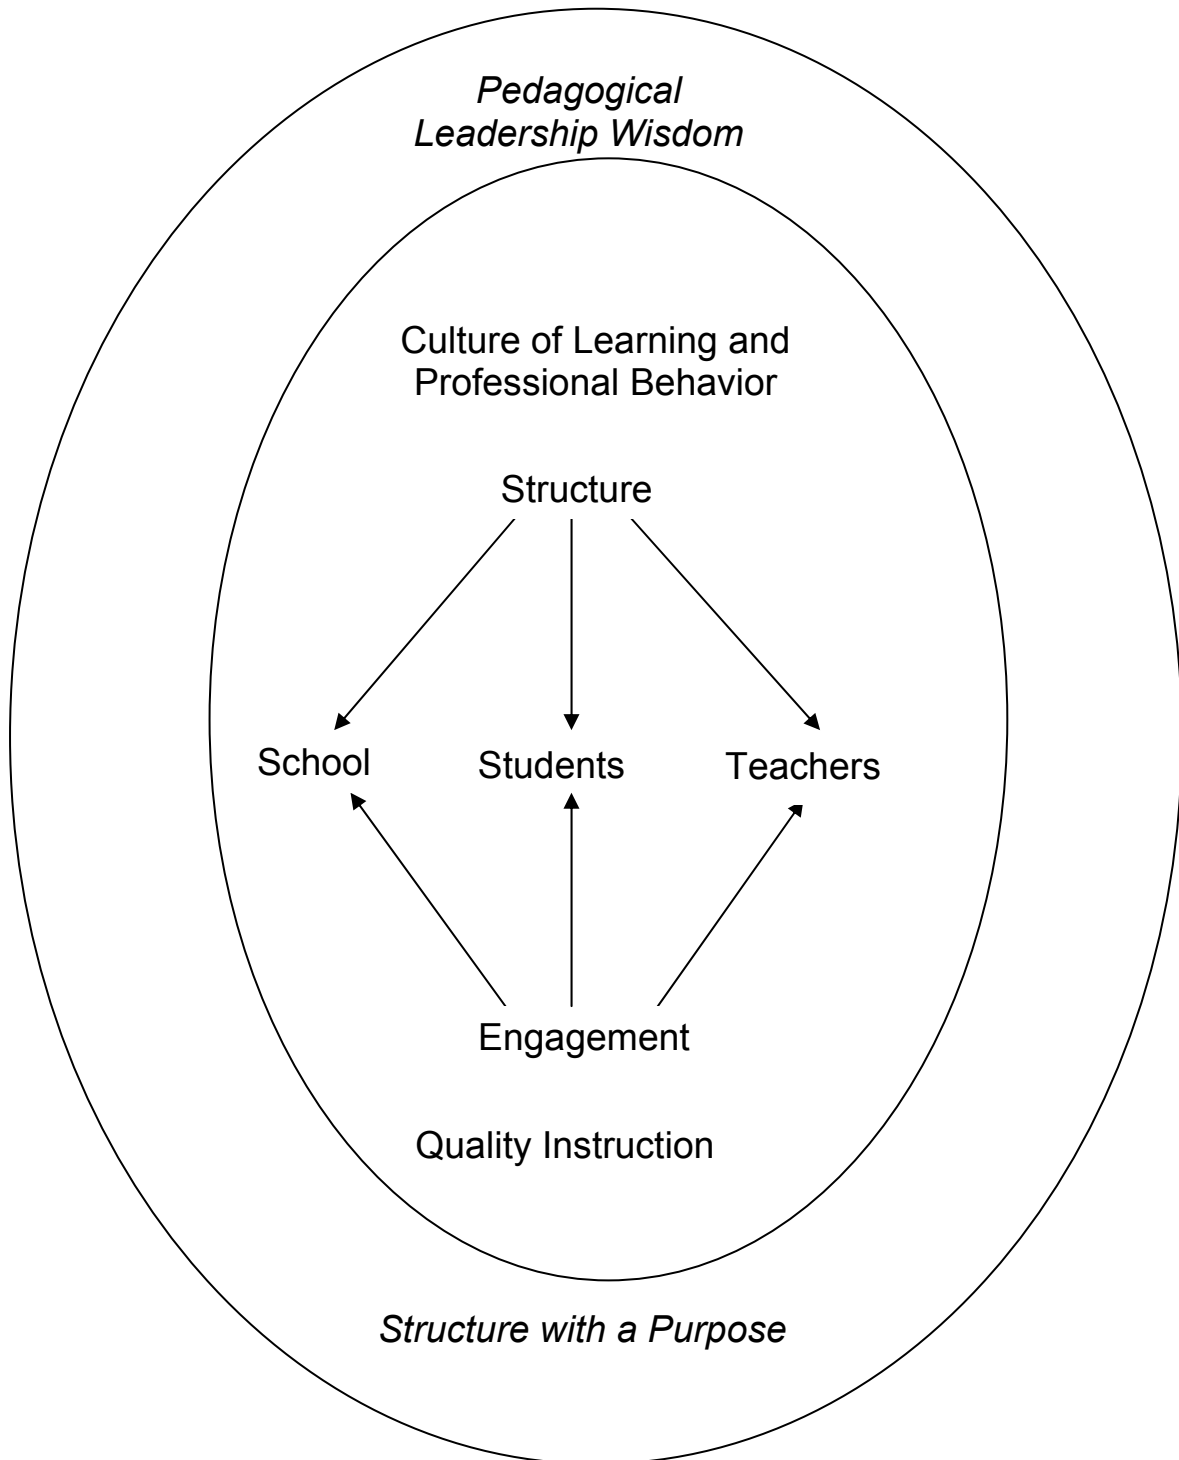 Pedagogical
Leadership Wisdom
Culture of Learning and
Professional Behavior
Structure
School
Students
Teachers
Engagement
Quality Instruction
Structure with a Purpose